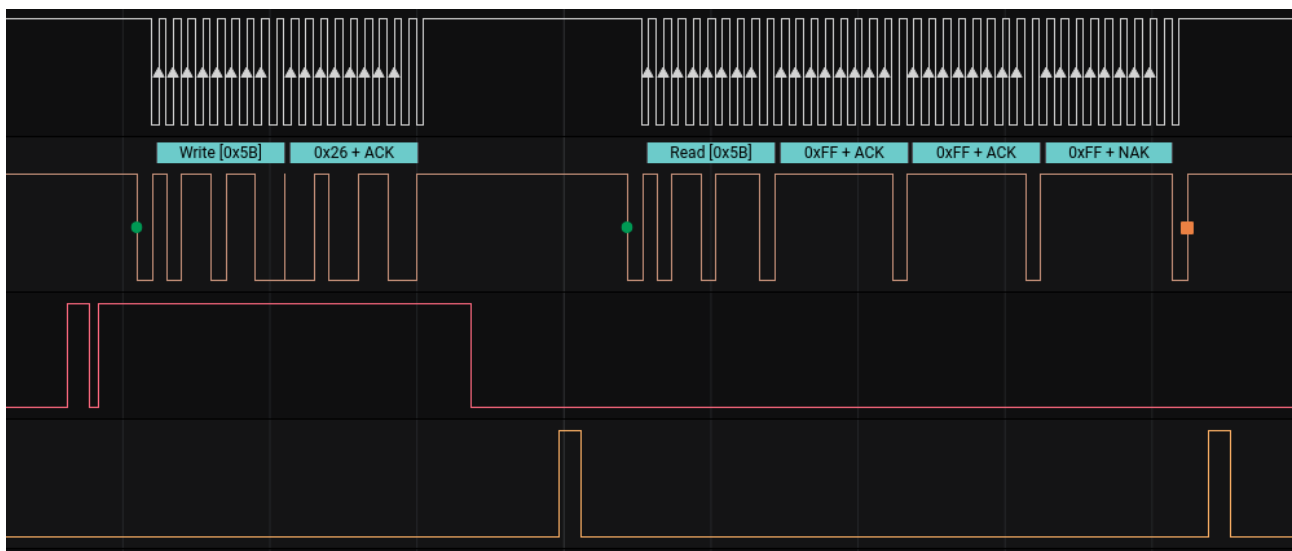 Write [0x5B] 0x26 + ACK Read [0x5B] 0xFF + ACK 0xFF + ACK 0xFF + NAK